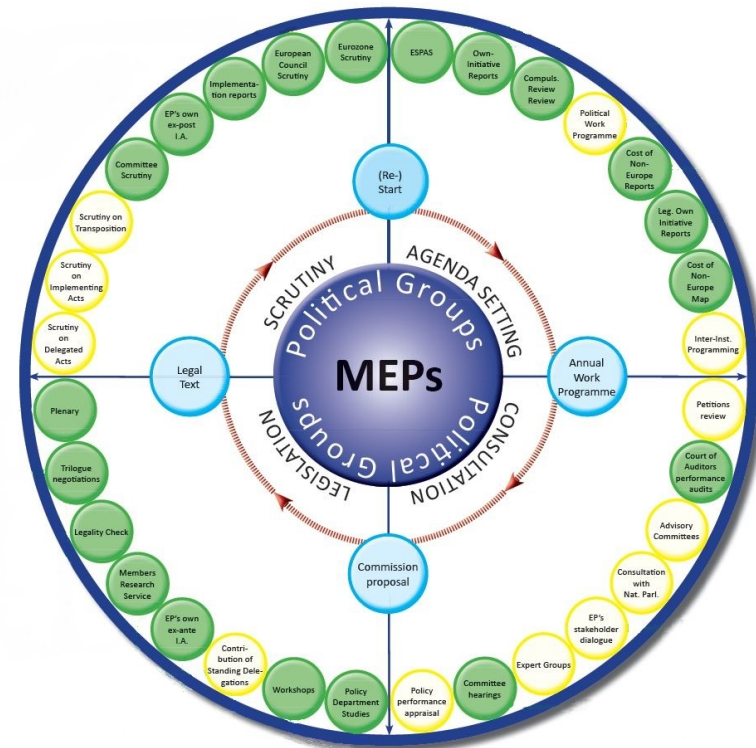 ESPAS
Own-
Initiative
Reports
Compuls.
Review
Review
Political
Work
Programme
Cost of
Non-
Europe
Reports
Leg. Own
Initiative
Reports
Cost of
Non-
Europe
Map
Inter-Inst.
Programming
Petitions
review
Court of
Auditors
performance
audits
Advisory
Committees
Consultation
with
Nat. Parl.
EP's
stakeholder
dialogue
Expert Groups
Committee
hearings
Policy
performance
appraisal
Policy
Department
Studies
Workshops
Contri-
bution of
Standing Dele-
gations
EP's own
ex-ante
I.A.
Members
Research
Service
Legality Check
Trilogue
negotiations
Plenary
Scrutiny
on
Delegated
Acts
Scrutiny
on
Implementing
Acts
Scrutiny on
Transposition
Committee
Scrutiny
EP's own
ex-post
I.A.
Implementa-
tion reports
European
Council
Scrutiny
Eurozone
Scrutiny
(Re-)
Start
AGENDA SETTING
Annual
Work
Programme
CONSULTATION
Commission
proposal
LEGISLATION
Legal
Text
SCRUTINY
Political Groups
MEPs
Political Groups